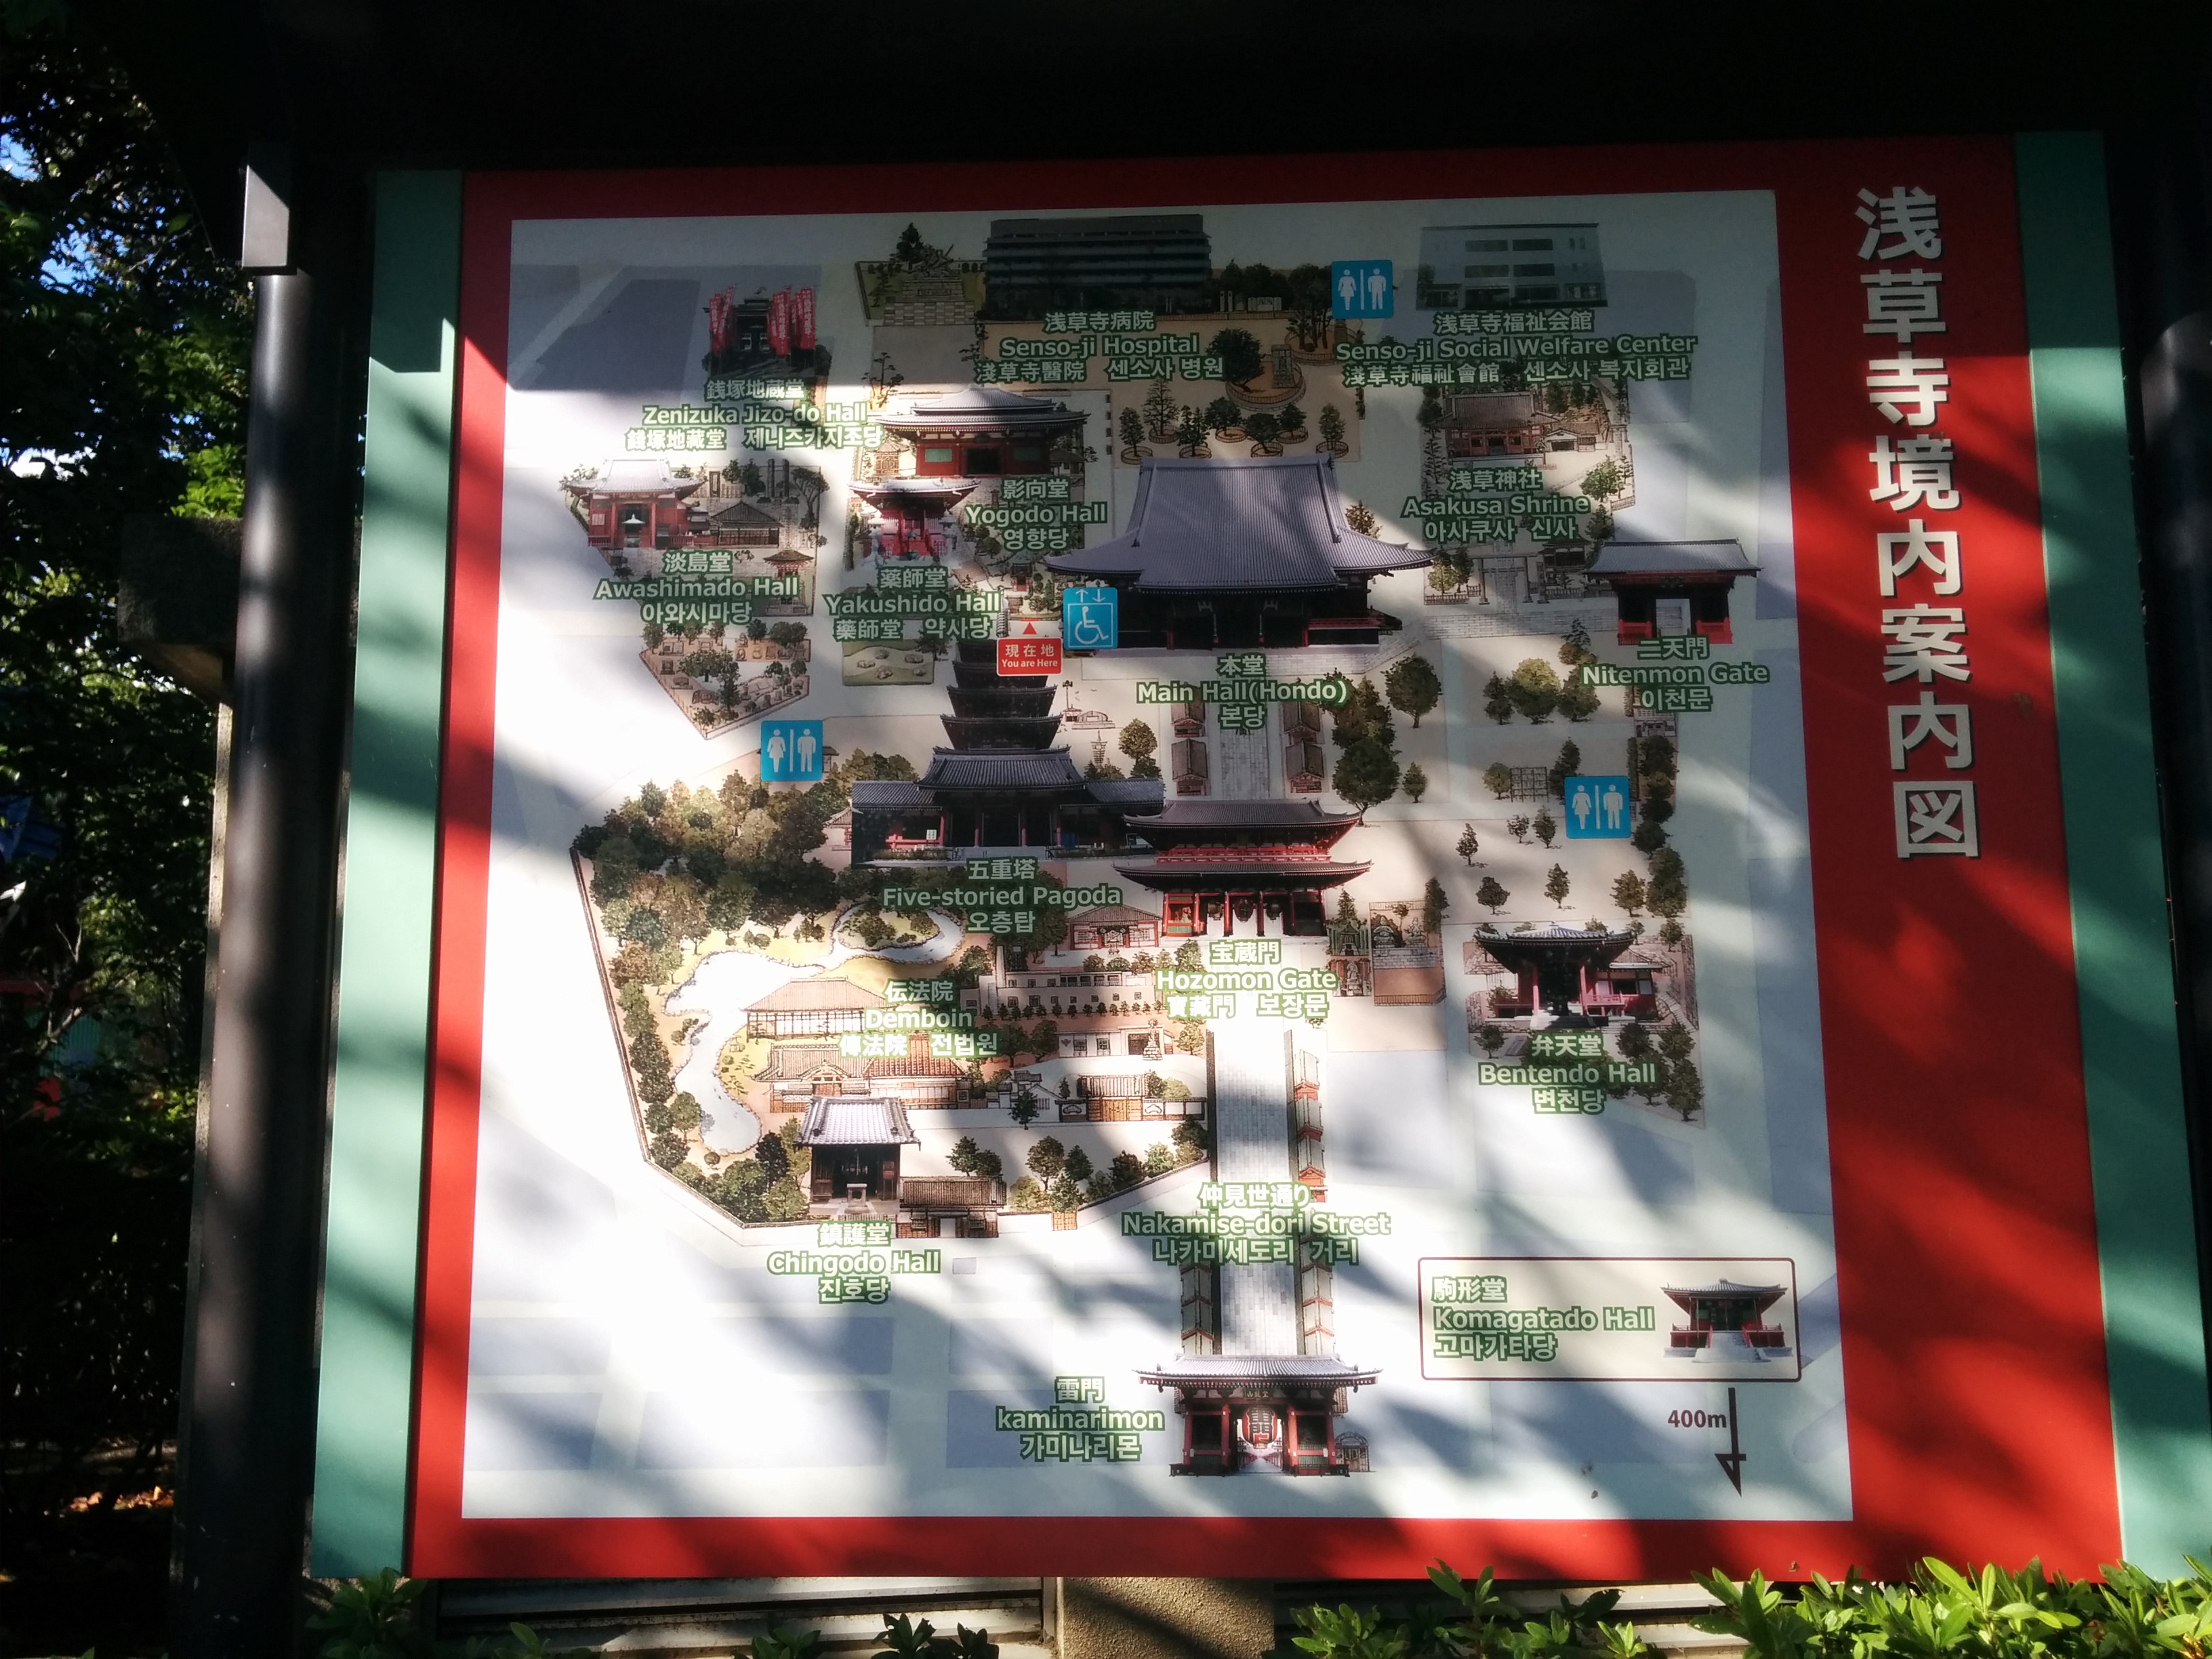 浅草寺境内案内図
浅草寺病院
Senso-ji Hospital
淺草寺醫院 센소사 병원
浅草寺福祉会館
Senso-ji Social Welfare Center
淺草寺福祉會館 센소사 복지회관
銭塚地蔵堂
Zenizuka Jizo-do Hall
錢塚地藏堂 제니즈카지조당
影向堂
Yogodo Hall
영향당
浅草神社
Asakusa Shrine
아사쿠사 신사
淡島堂
Awashimado Hall
아와시마당
薬師堂
Yakushido Hall
藥師堂 약사당
現在地
You are Here
本堂
Main Hall(Hondo)
본당
二天門
Nitenmon Gate
이천문
五重塔
Five-storied Pagoda
오층탑
宝蔵門
Hozomon Gate
寶藏門 보장문
伝法院
Demboin
傳法院 전법원
弁天堂
Bentendo Hall
변천당
鎮護堂
Chingodo Hall
진호당
仲見世通り
Nakamise-dori Street
나카미세도리 거리
駒形堂
Komagatado Hall
고마가타당
雷門
kaminarimon
가미나리몬
400m